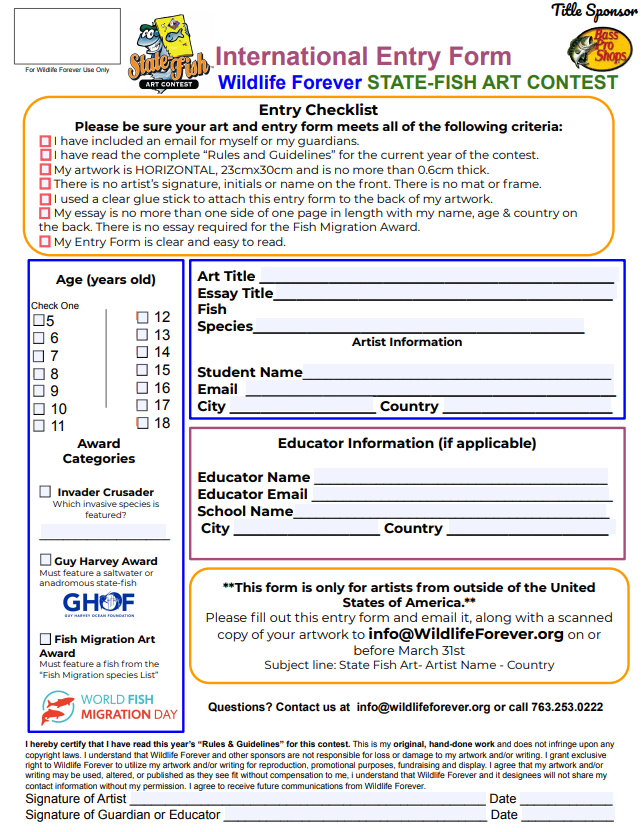 Title Sponsor
Bass Pro Shops
State-Fish
ART CONTEST
For Wildlife Forever Use Only
International Entry Form
Wildlife Forever STATE-FISH ART CONTEST
Entry Checklist
Please be sure your art and entry form meets all of the following criteria:
I have included an email for myself or my guardians.
I have read the complete “Rules and Guidelines” for the current year of the contest.
My artwork is HORIZONTAL, 23cmx30cm and is no more than 0.6cm thick.
There is no artist’s signature, initials or name on the front. There is no mat or frame.
I used a clear glue stick to attach this entry form to the back of my artwork.
My essay is no more than one side of one page in length with my name, age & country on
the back. There is no essay required for the Fish Migration Award.
My Entry Form is clear and easy to read.
Age (years old)
Check One
5
6
7
8
9
10
11
12
13
14
15
16
17
18
Award
Categories
Invader Crusader
Which invasive species is
featured?
Guy Harvey Award
Must feature a saltwater or
anadromous state-fish
GHOF
GUY HARVEY OCEAN FOUNDATION
Fish Migration Art
Award
Must feature a fish from the
“Fish Migration species List”
WORLD FISH
MIGRATION DAY
Art Title
Essay Title
Fish
Species
Artist Information
Student Name
Email
City Country
Educator Information (if applicable)
Educator Name
Educator Email
School Name
City Country
**This form is only for artists from outside of the United
States of America.**
Please fill out this entry form and email it, along with a scanned
copy of your artwork to info@WildlifeForever.org on or
before March 31st
Subject line: State Fish Art- Artist Name - Country
Questions? Contact us at info@wildlifeforever.org or call 763.253.0222
I hereby certify that I have read this year’s “Rules & Guidelines” for this contest. This is my original, hand-done work and does not infringe upon any
copyright laws. I understand that Wildlife Forever and other sponsors are not responsible for loss or damage to my artwork and/or writing. I grant exclusive
right to Wildlife Forever to utilize my artwork and/or writing for reproduction, promotional purposes, fundraising and display. I agree that my artwork and/or
writing may be used, altered, or published as they see fit without compensation to me, i understand that Wildlife Forever and it designees will not share my
contact information without my permission. I agree to receive future communications from Wildlife Forever.
Signature of Artist Date
Signature of Guardian or Educator Date